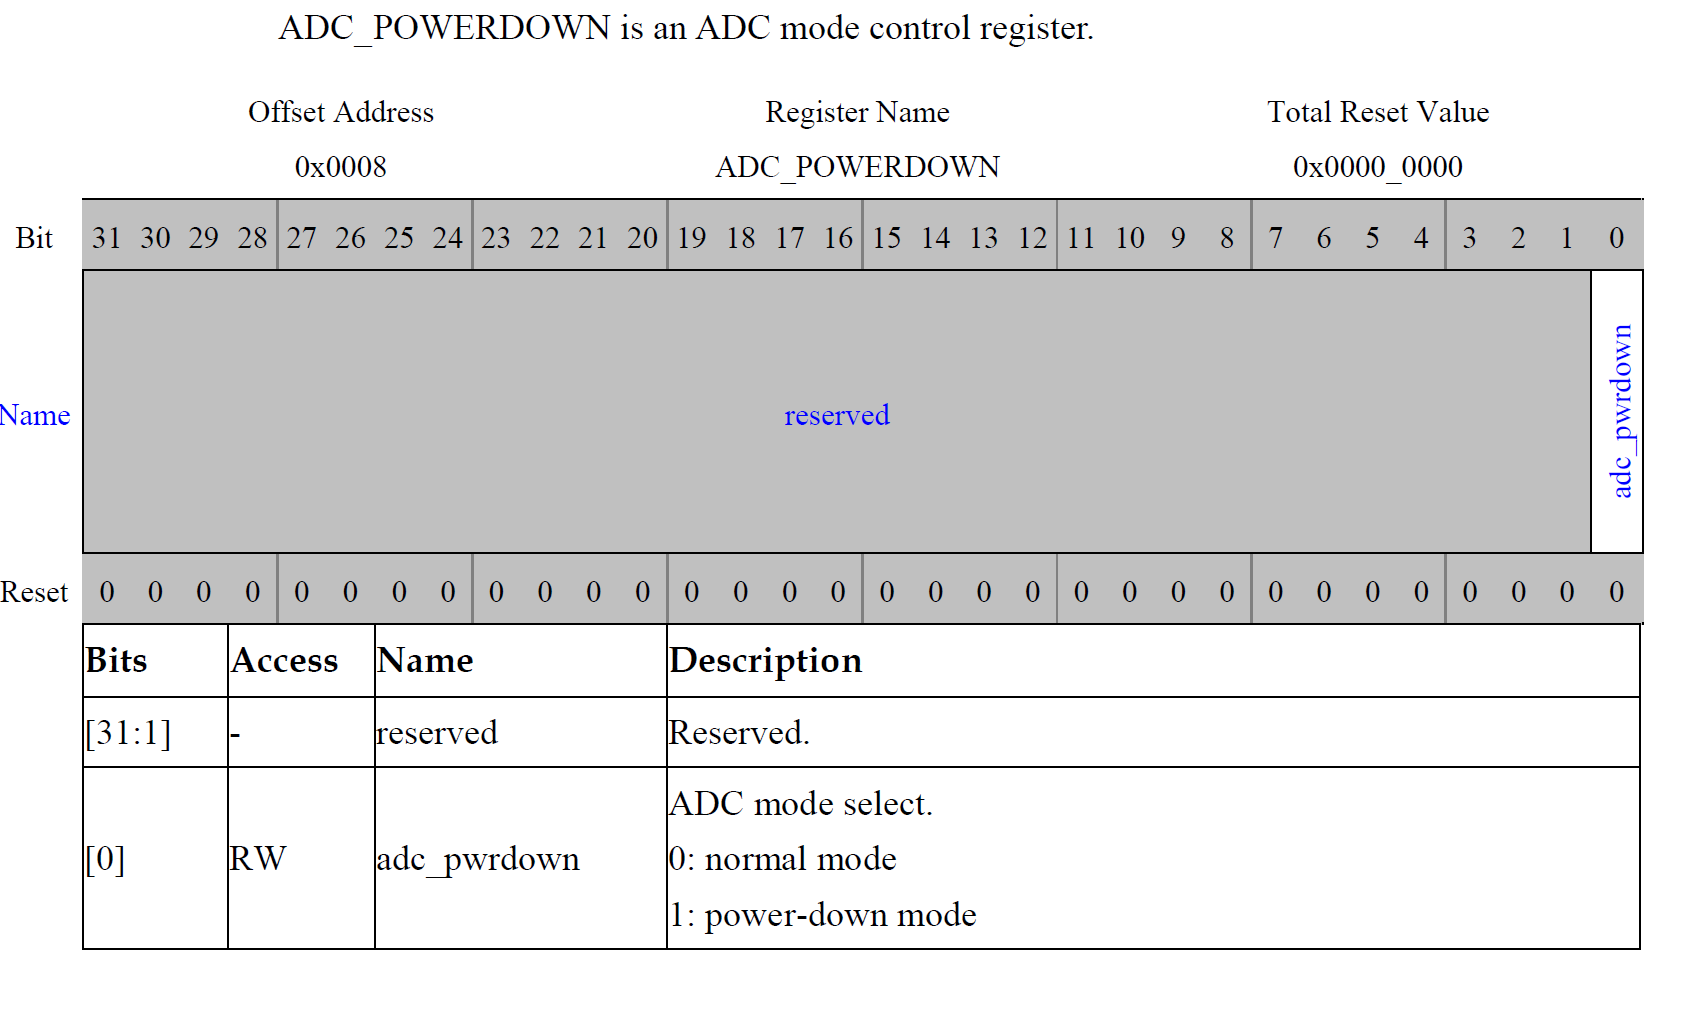 ADC_POWERDOWN is an ADC mode control register.
Offset Address Register Name Total Reset Value
0x0008 ADC_POWERDOWN 0x0000_0000
Bit 31 30 29 28 27 26 25 24 23 22 21 20 19 18 17 16 15 14 13 12 11 10 9 8 7 6 5 4 3 2 1 0
Name reserved adc_pwrdown
Reset 0 0 0 0 0 0 0 0 0 0 0 0 0 0 0 0 0 0 0 0 0 0 0 0 0 0 0 0 0 0 0 0
Bits Access Name Description
[31:1] - reserved Reserved.
[0] RW adc_pwrdown ADC mode select.
0: normal mode
1: power-down mode